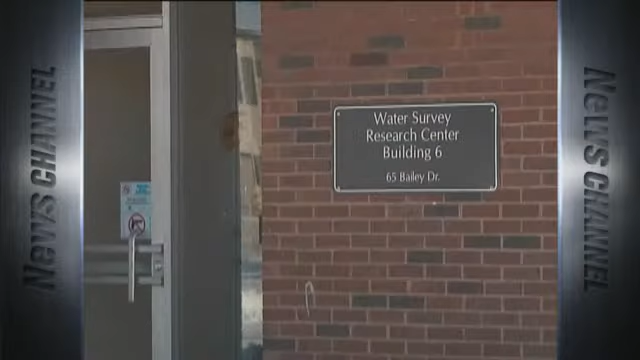 News CHANNEL
Water Survey
Research Center
Building 6
65 Bailey Dr.
News CHANNEL